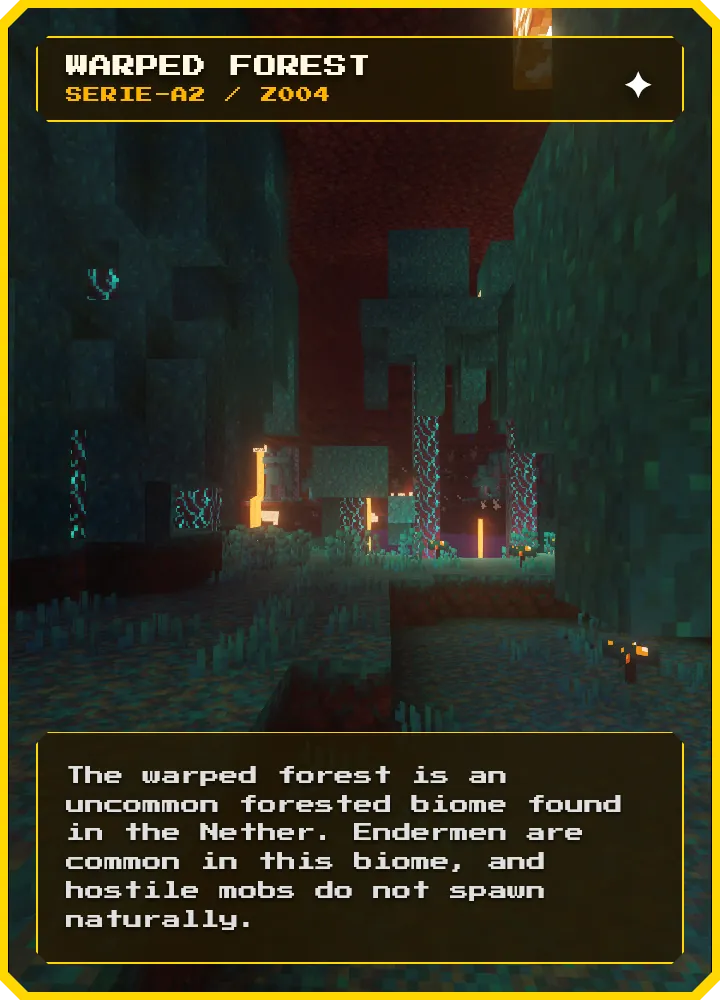 WARPED FOREST
SERIE-A2 / Z004
The warped forest is an
uncommon forested biome found
in the Nether. Endermen are
common in this biome, and
hostile mobs do not spawn
naturally.